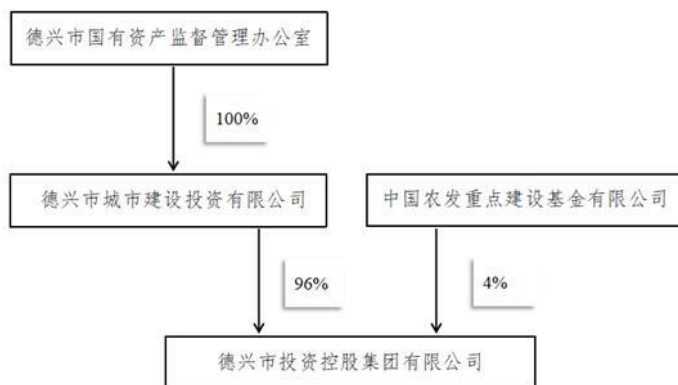 德兴市国有资产监督管理办公室
100%
德兴市城市建设投资有限公司
中国农发重点建设基金有限公司
96%
4%
德兴市投资控股集团有限公司